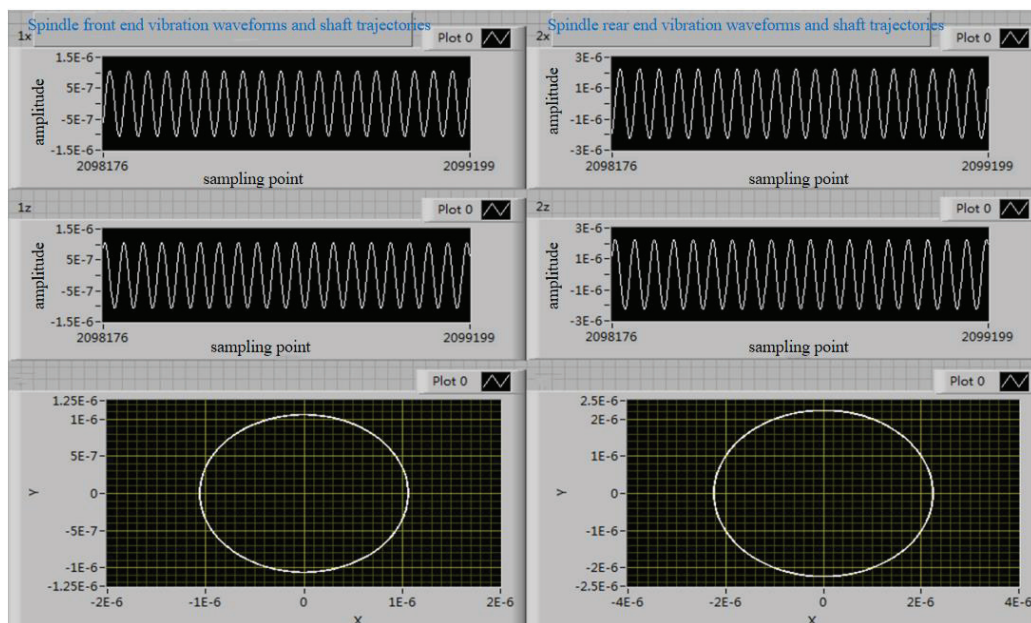 Spindle front end vibration waveforms and shaft trajectories
1x
Plot 0
1.5E-6
5E-7
-5E-7
-1.5E-6
amplitude
2098176
2099199
sampling point
Spindle rear end vibration waveforms and shaft trajectories
2x
Plot 0
3E-6
1E-6
-1E-6
-3E-6
amplitude
2098176
2099199
sampling point
1z
Plot 0
1.5E-6
5E-7
-5E-7
-1.5E-6
amplitude
2098176
2099199
sampling point
2z
Plot 0
3E-6
1E-6
-1E-6
-3E-6
amplitude
2098176
2099199
sampling point
Plot 0
1.25E-6
1E-6
5E-7
0
-5E-7
-1E-6
-1.25E-6
Y
-2E-6
-1E-6
0
1E-6
2E-6
X
Plot 0
2.5E-6
2E-6
1E-6
0
-1E-6
-2E-6
-2.5E-6
Y
-4E-6
-2E-6
0
2E-6
4E-6
X